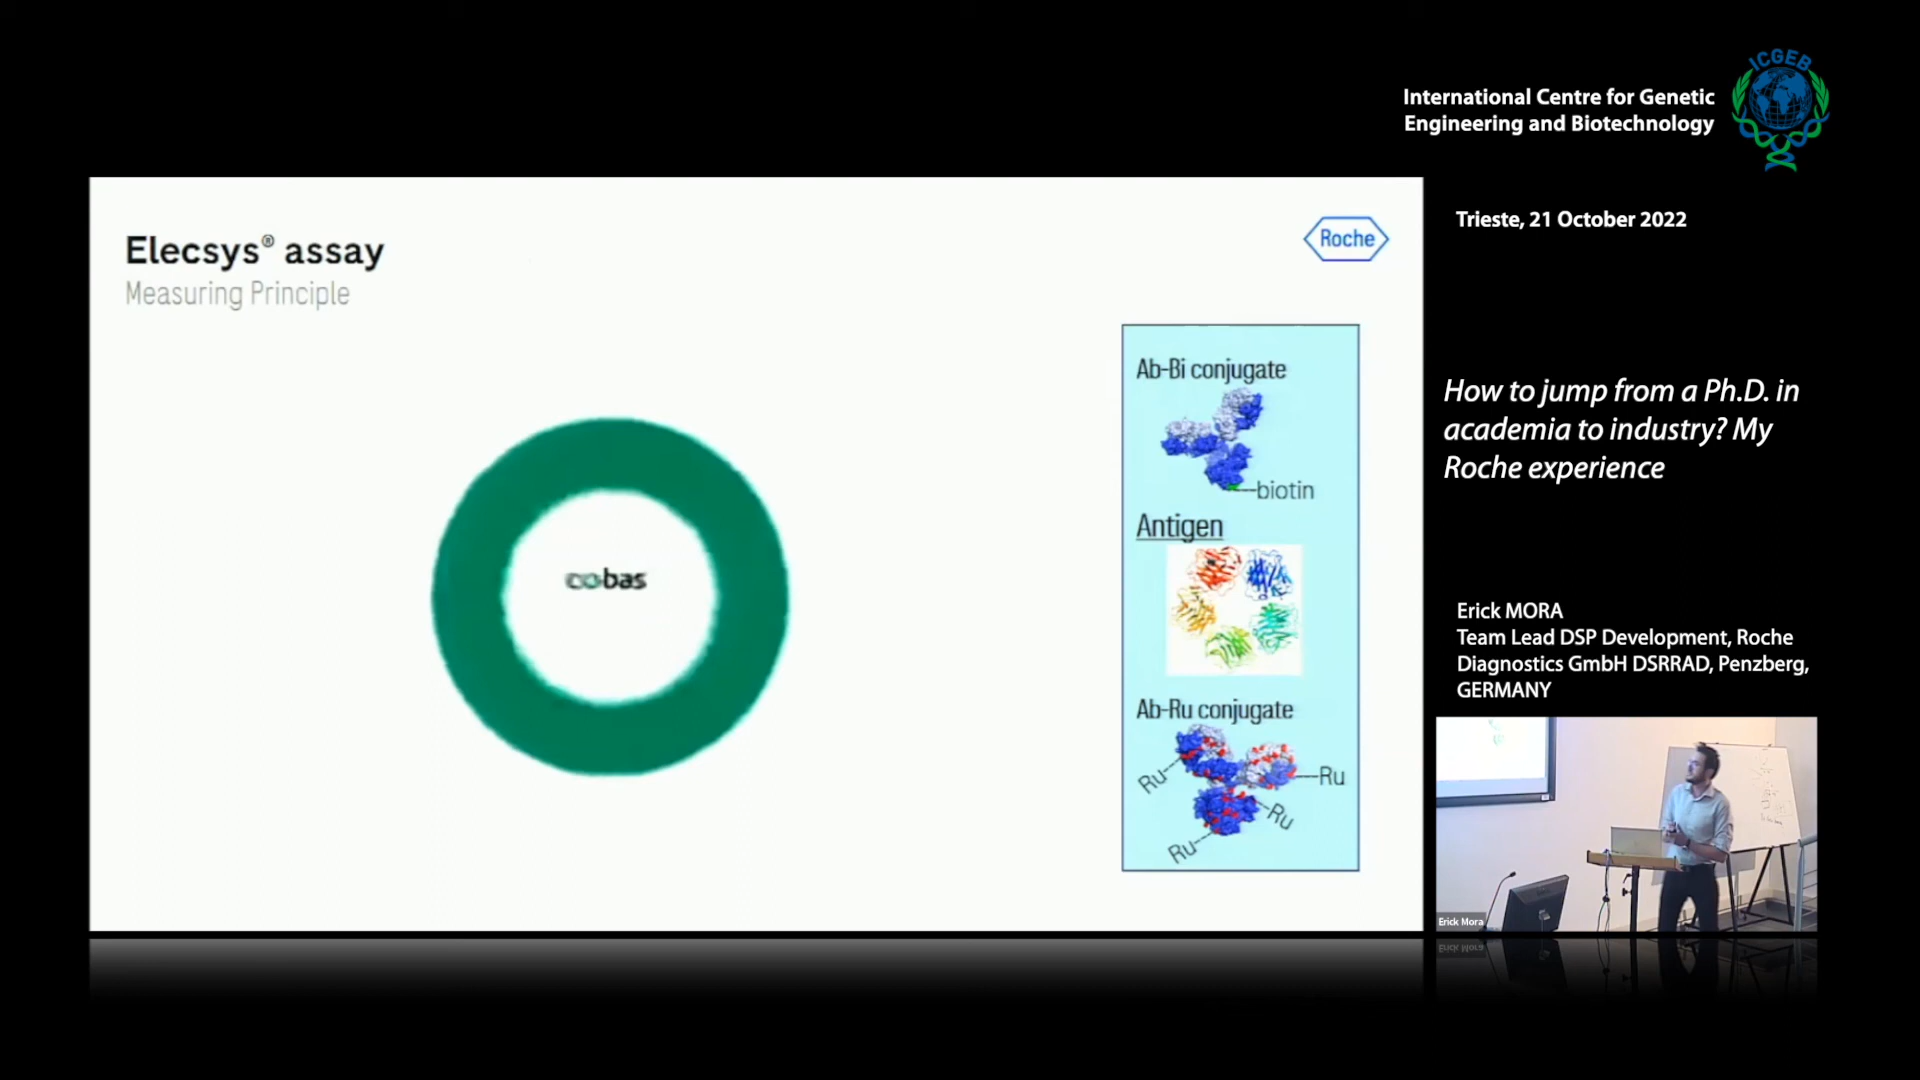 ICGEB
International Centre for Genetic
Engineering and Biotechnology
Trieste, 21 October 2022
Elecsys® assay
Measuring Principle
Roche
cobas
Ab-Bi conjugate
biotin
Antigen
Ab-Ru conjugate
Ru
Ru
Ru
Ru
How to jump from a Ph.D. in
academia to industry? My
Roche experience
Erick MORA
Team Lead DSP Development, Roche
Diagnostics GmbH DSRRAD, Penzberg,
GERMANY
Erick Mora